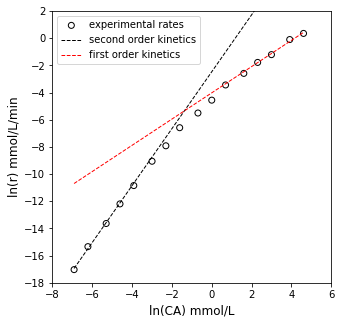 experimental rates
second order kinetics
first order kinetics
2
0
−2
−4
−6
−8
−10
−12
−14
−16
−18
ln(r) mmol/L/min
−8 −6 −4 −2 0 2 4 6
ln(CA) mmol/L